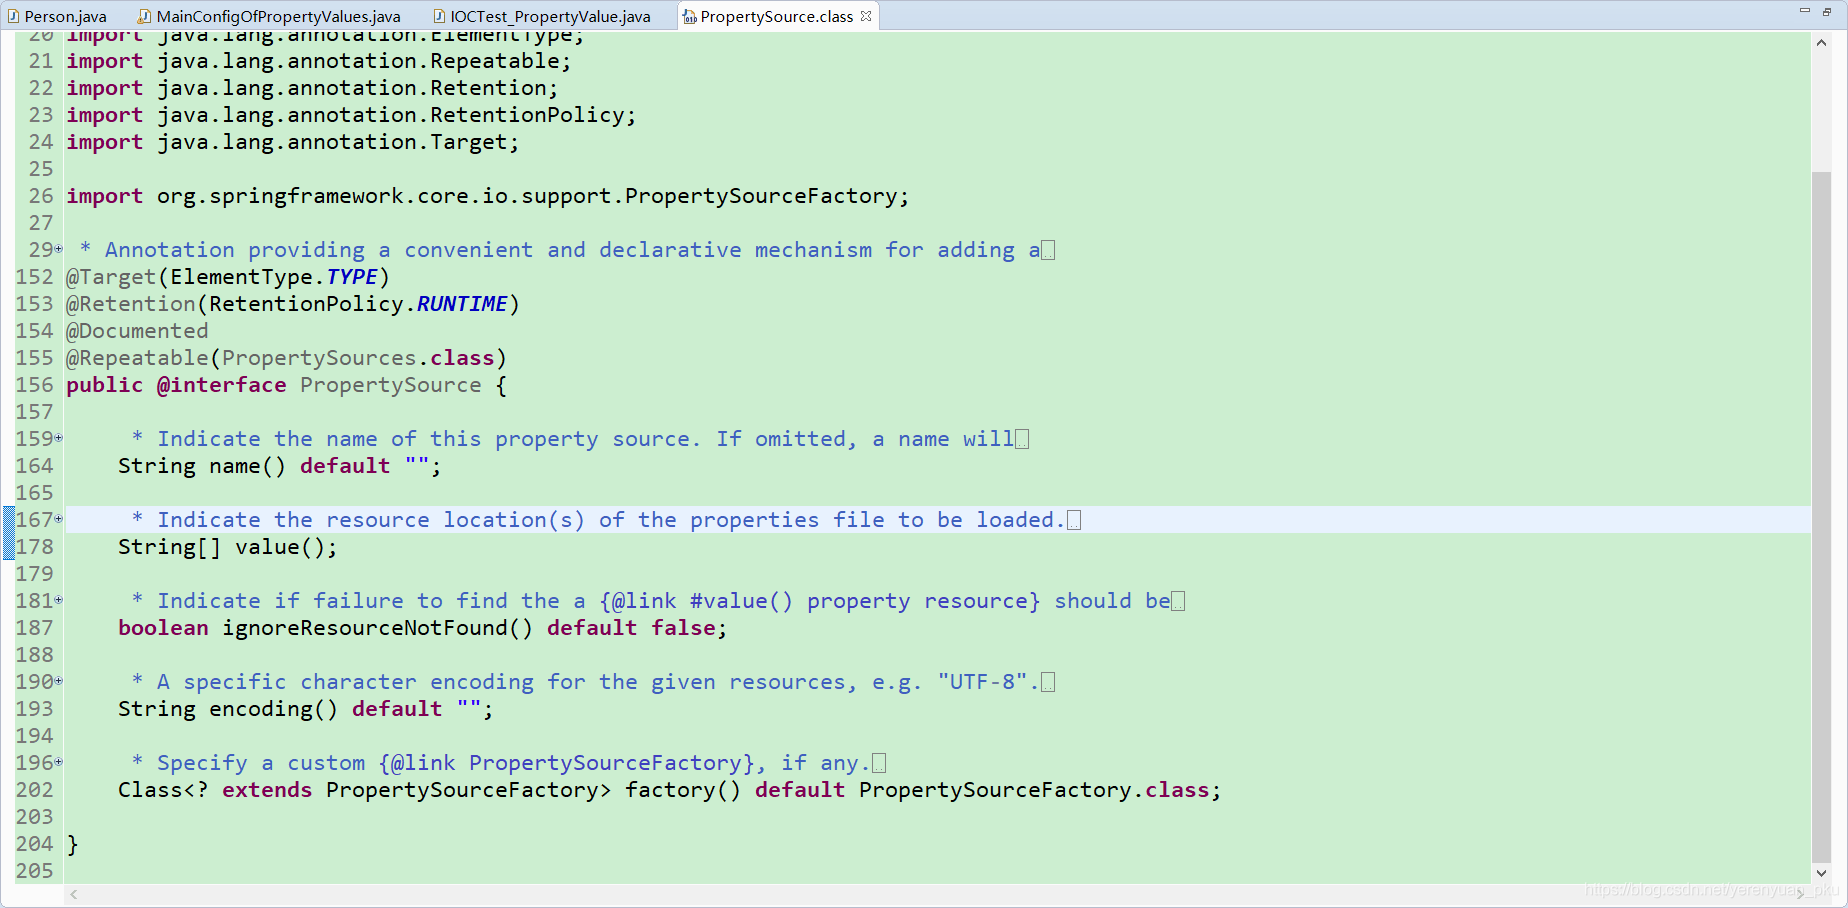 Person.java MainConfigOfPropertyValues.java IOCTest_PropertyValue.java PropertySource.class
20 import java.lang.annotation.ElementType;
21 import java.lang.annotation.Repeatable;
22 import java.lang.annotation.Retention;
23 import java.lang.annotation.RetentionPolicy;
24 import java.lang.annotation.Target;
25
26 import org.springframework.core.io.support.PropertySourceFactory;
27
29 * Annotation providing a convenient and declarative mechanism for adding a
152 @Target(ElementType.TYPE)
153 @Retention(RetentionPolicy.RUNTIME)
154 @Documented
155 @Repeatable(PropertySources.class)
156 public @interface PropertySource {
157
159 * Indicate the name of this property source. If omitted, a name will
164 String name() default "";
165
167 * Indicate the resource location(s) of the properties file to be loaded.
178 String[] value();
179
181 * Indicate if failure to find the a {@link #value() property resource} should be
187 boolean ignoreResourceNotFound() default false;
188
190 * A specific character encoding for the given resources, e.g. "UTF-8".
193 String encoding() default "";
194
196 * Specify a custom {@link PropertySourceFactory}, if any.
202 Class<? extends PropertySourceFactory> factory() default PropertySourceFactory.class;
203
204 }
205
https://blog.csdn.net/yerenyuan_pku